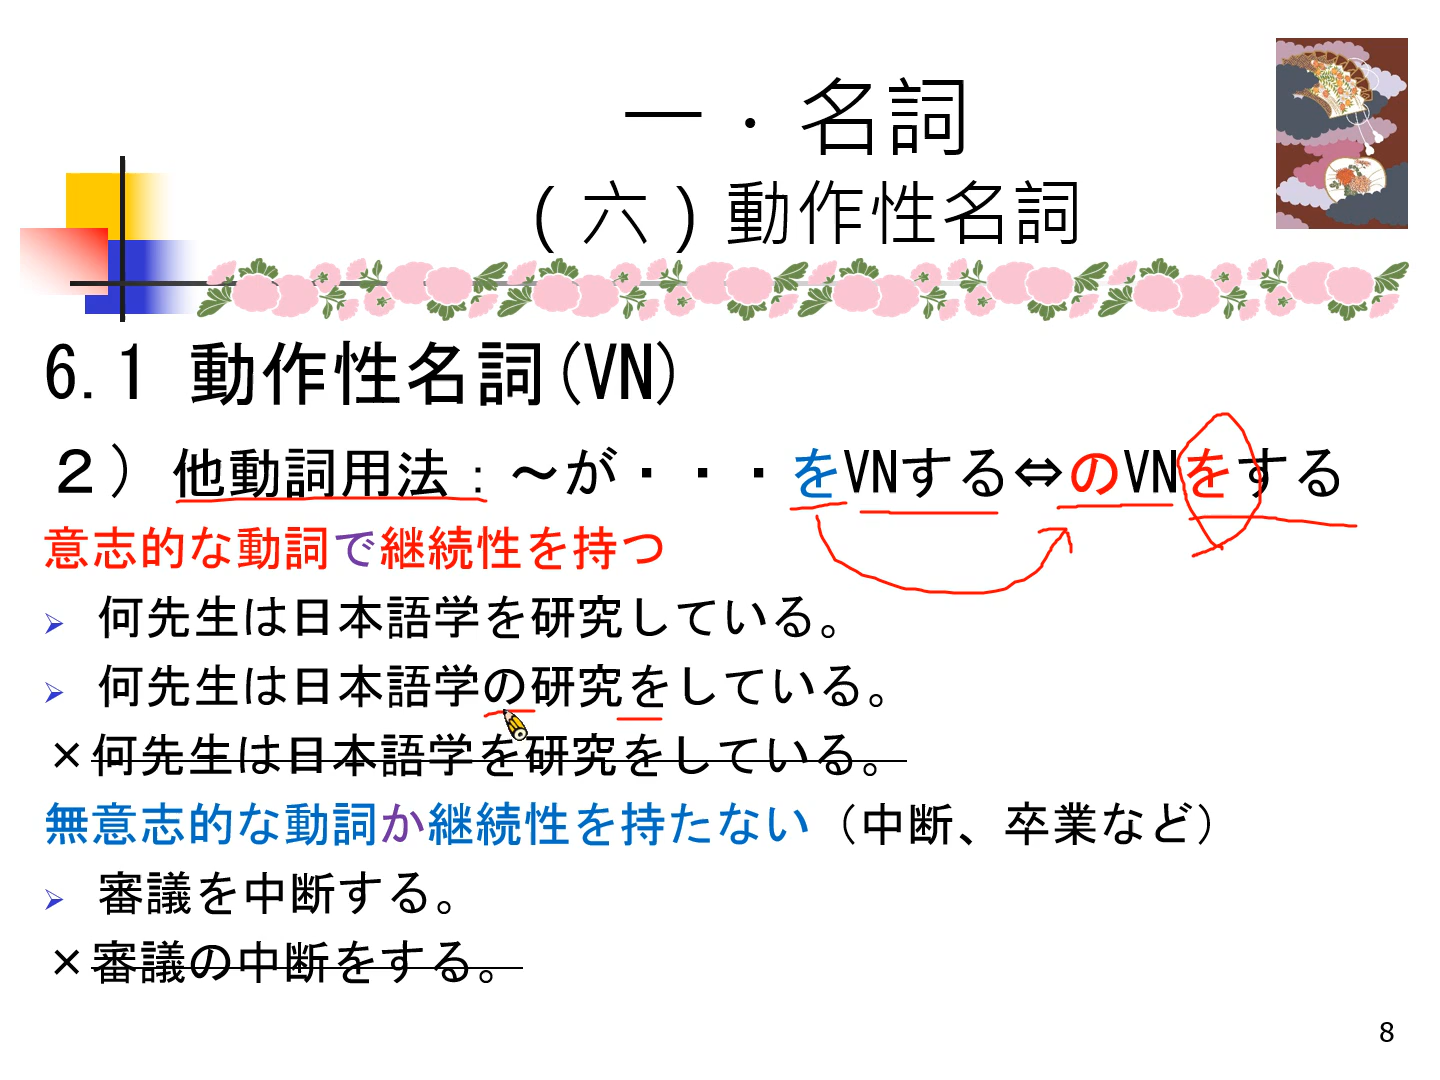 一．名詞
（六）動作性名詞
6.1 動作性名詞(VN)
２）他動詞用法：～が・・・をVNする⇔のVNをする
意志的な動詞で継続性を持つ
何先生は日本語学を研究している。
何先生は日本語学の研究をしている。
×何先生は日本語学を研究をしている。
無意志的な動詞か継続性を持たない（中断、卒業など）
審議を中断する。
×審議の中断をする。
8